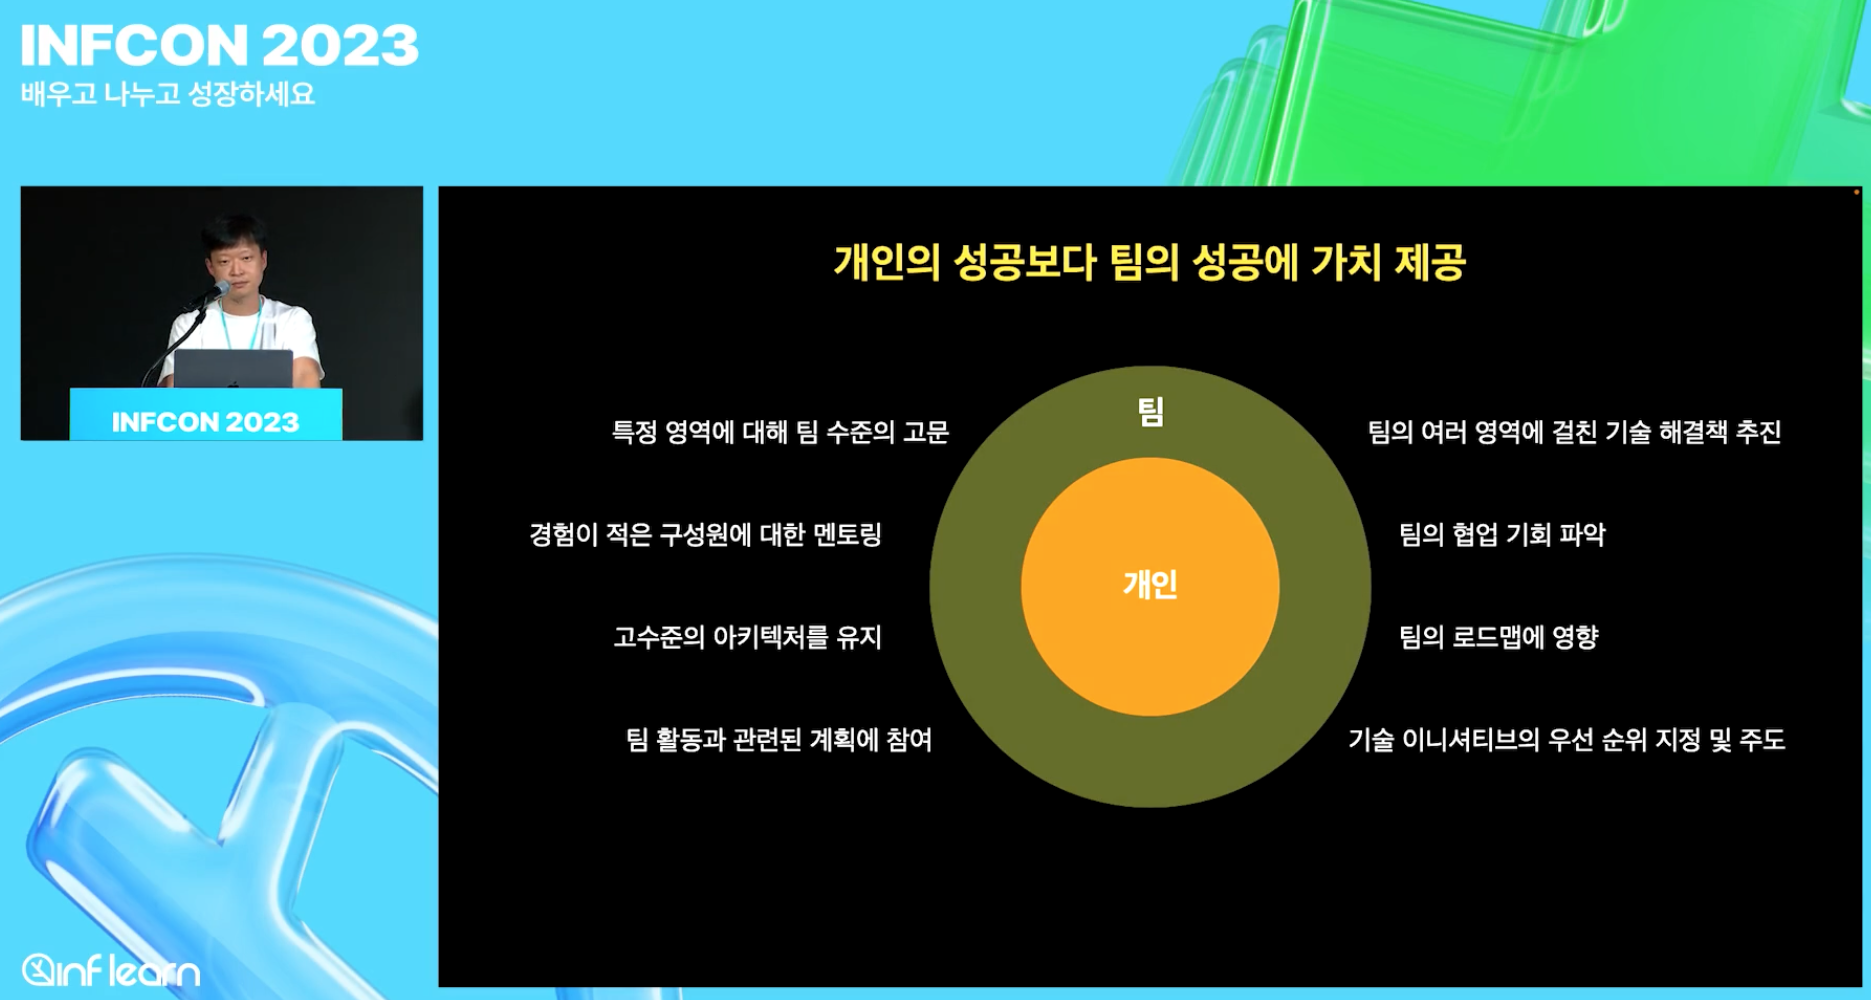 INFCON 2023
배우고 나누고 성장하세요
INFCON 2023
개인의 성공보다 팀의 성공에 가치 제공
팀
개인
특정 영역에 대해 팀 수준의 고문
경험이 적은 구성원에 대한 멘토링
고수준의 아키텍처를 유지
팀 활동과 관련된 계획에 참여
팀의 여러 영역에 걸친 기술 해결책 추진
팀의 협업 기회 파악
팀의 로드맵에 영향
기술 이니셔티브의 우선 순위 지정 및 주도
inflearn